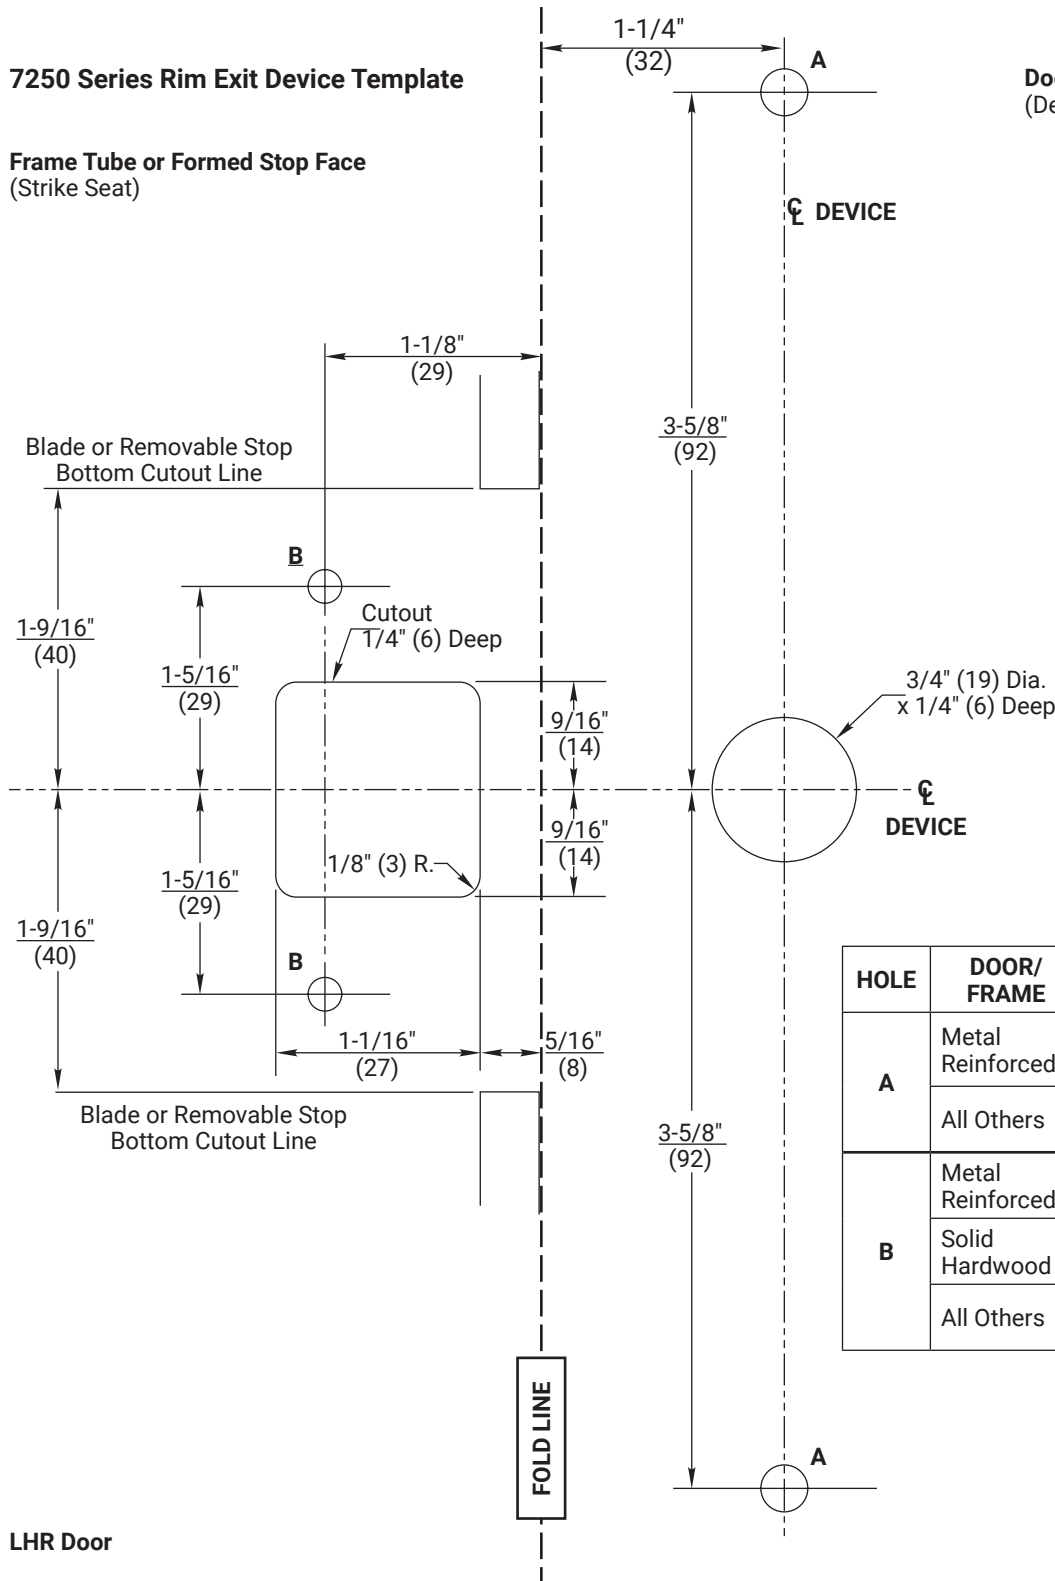 1-1/4"
(32)
A
7250 Series Rim Exit Device Template
Doo
(De
Frame Tube or Formed Stop Face
(Strike Seat)
℄ DEVICE
1-1/8"
(29)
3-5/8"
(92)
Blade or Removable Stop
Bottom Cutout Line
B
Cutout
1/4" (6) Deep
1-9/16"
(40)
1-5/16"
(29)
9/16"
(14)
3/4" (19) Dia.
x 1/4" (6) Deep
℄
DEVICE
9/16"
(14)
1/8" (3) R.
1-5/16"
(29)
1-9/16"
(40)
B
1-1/16"
(27)
5/16"
(8)
Blade or Removable Stop
Bottom Cutout Line
3-5/8"
(92)
HOLE
DOOR/
FRAME
A
Metal
Reinforced
All Others
B
Metal
Reinforced
Solid
Hardwood
All Others
FOLD LINE
A
LHR Door